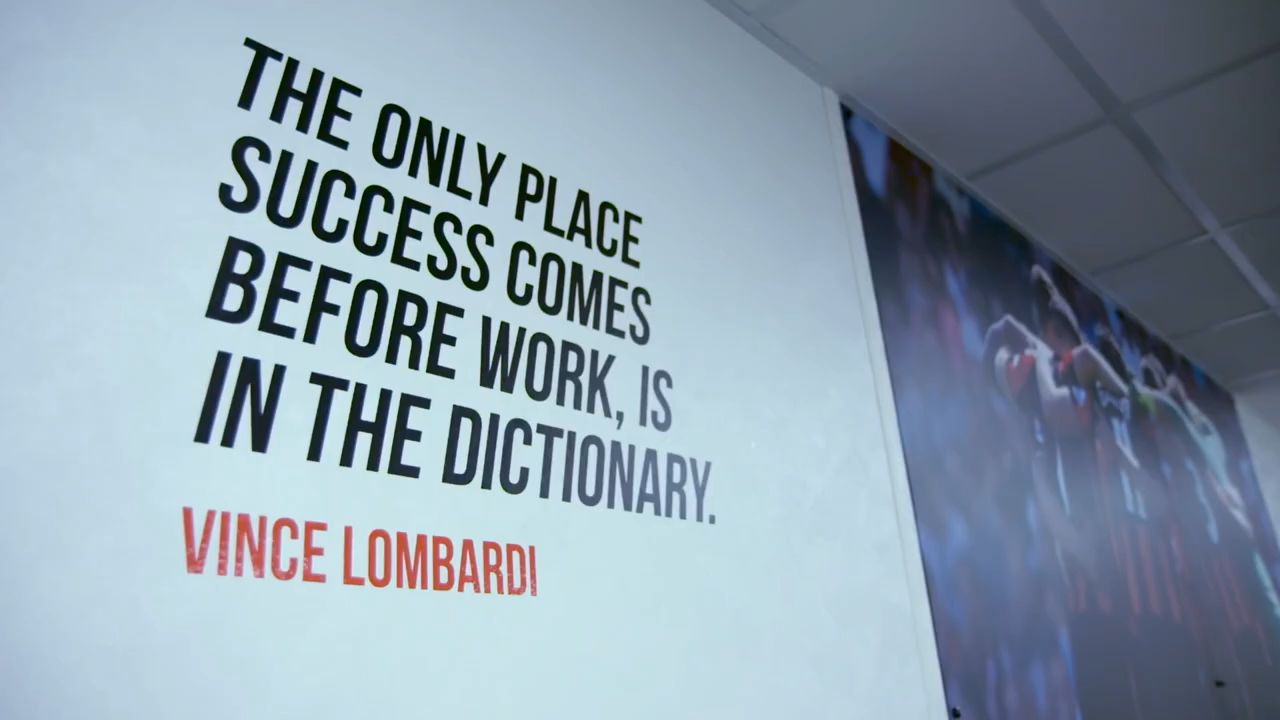 THE ONLY PLACE
SUCCESS COMES
BEFORE WORK, IS
IN THE DICTIONARY.
VINCE LOMBARDI